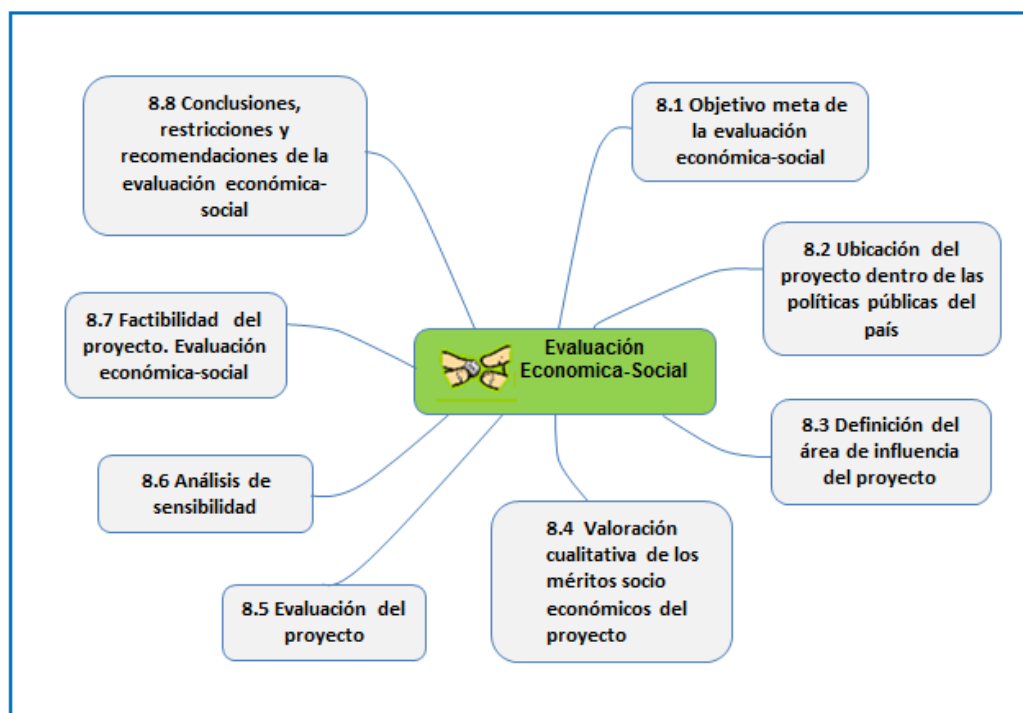 Evaluación
Economica-Social
8.1 Objetivo meta de
la evaluación
económica-social
8.2 Ubicación del
proyecto dentro de las
políticas públicas del
país
8.3 Definición del
área de influencia
del proyecto
8.4 Valoración
cualitativa de los
méritos socio
económicos del
proyecto
8.5 Evaluación del
proyecto
8.6 Análisis de
sensibilidad
8.7 Factibilidad del
proyecto. Evaluación
económica-social
8.8 Conclusiones,
restricciones y
recomendaciones de la
evaluación económica-
social